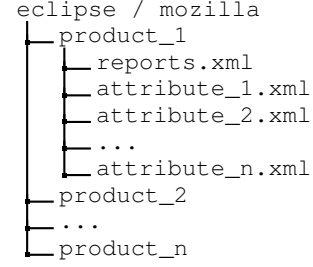 eclipse / mozilla
product_1
reports.xml
attribute_1.xml
attribute_2.xml
...
attribute_n.xml
product_2
...
product_n